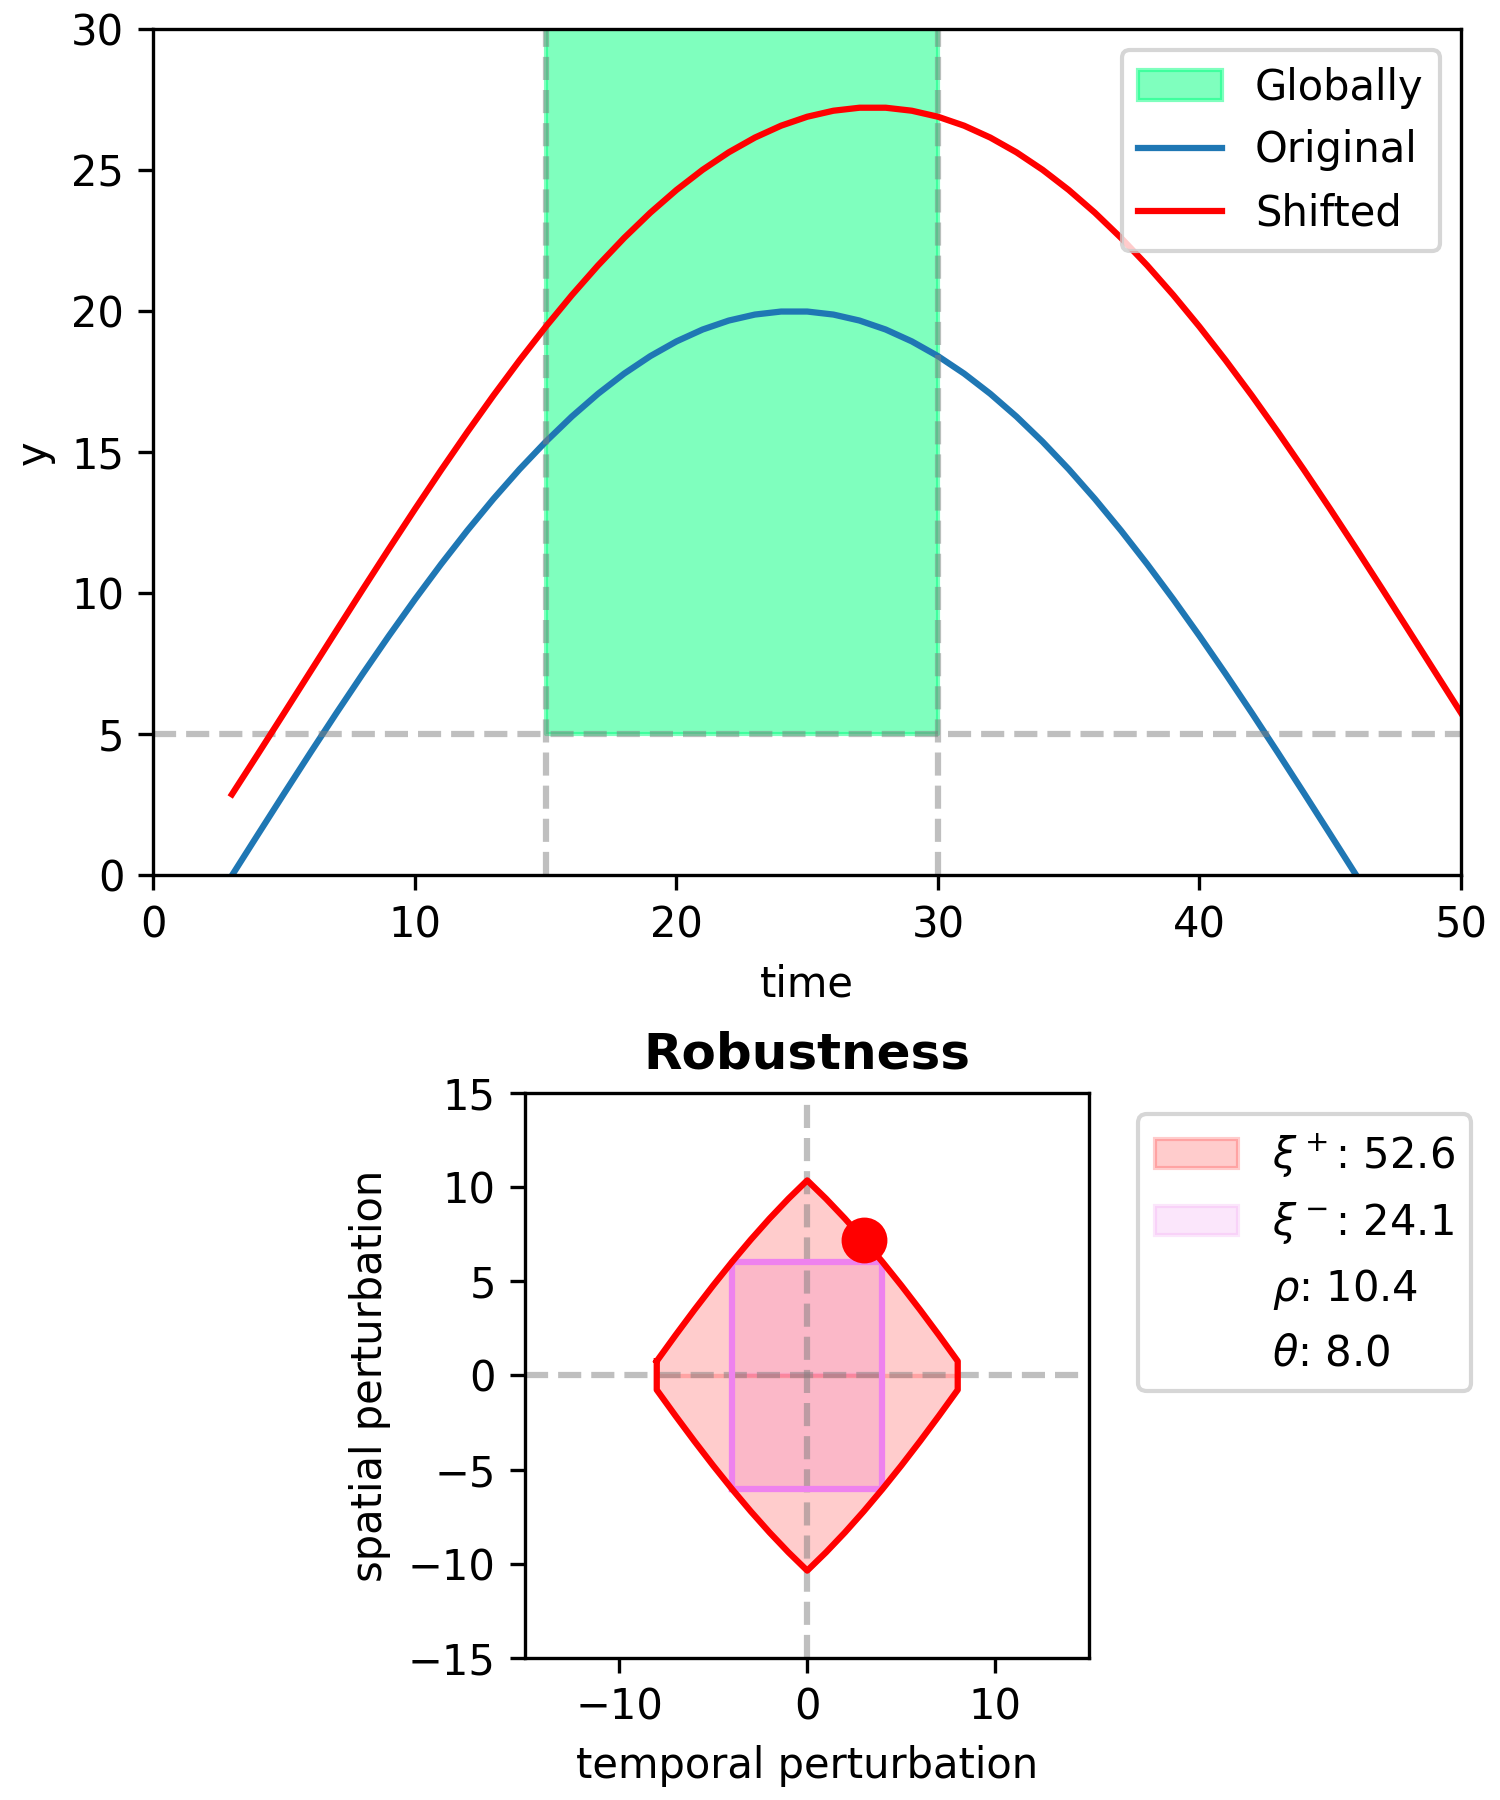 30
25
20
15
10
5
0
y
0 10 20 30 40 50
time
Globally
Original
Shifted
Robustness
15
10
5
0
−5
−10
−15
spatial perturbation
−10 0 10
temporal perturbation
ξ⁺: 52.6
ξ⁻: 24.1
ρ: 10.4
θ: 8.0